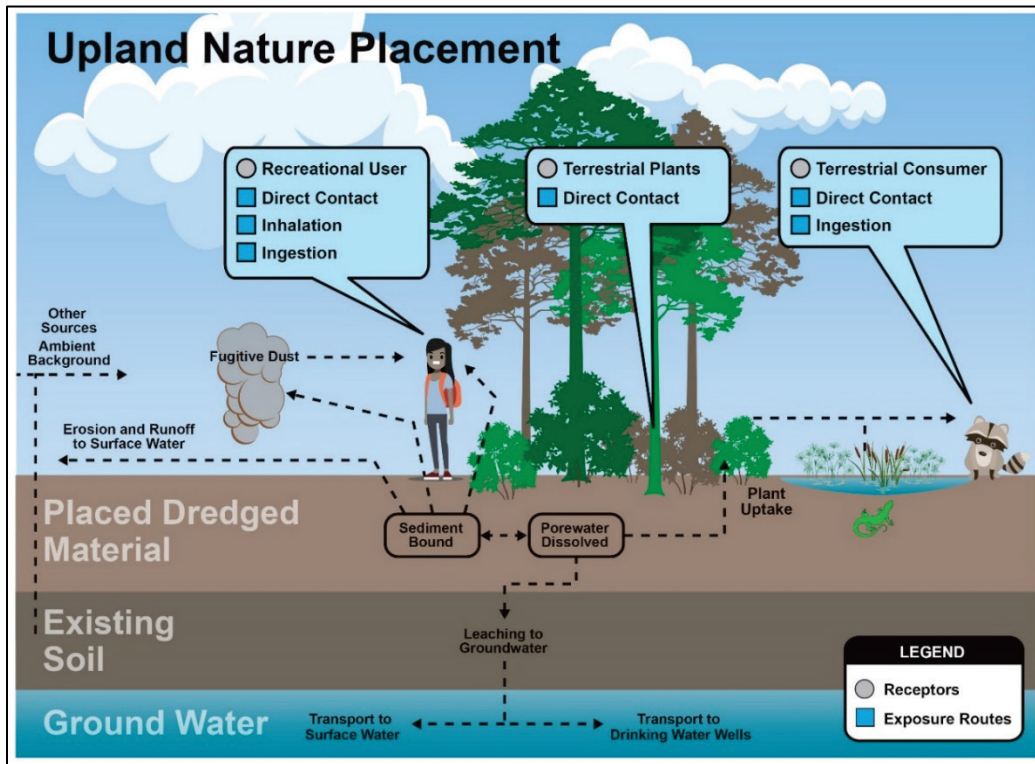 Upland Nature Placement
Recreational User
Direct Contact
Inhalation
Ingestion
Terrestrial Plants
Direct Contact
Terrestrial Consumer
Direct Contact
Ingestion
Other
Sources
Ambient
Background
Fugitive Dust
Erosion and Runoff
to Surface Water
Placed Dredged
Material
Sediment
Bound
Porewater
Dissolved
Plant
Uptake
Existing
Soil
Leaching to
Groundwater
Ground Water
Transport to
Surface Water
Transport to
Drinking Water Wells
LEGEND
Receptors
Exposure Routes